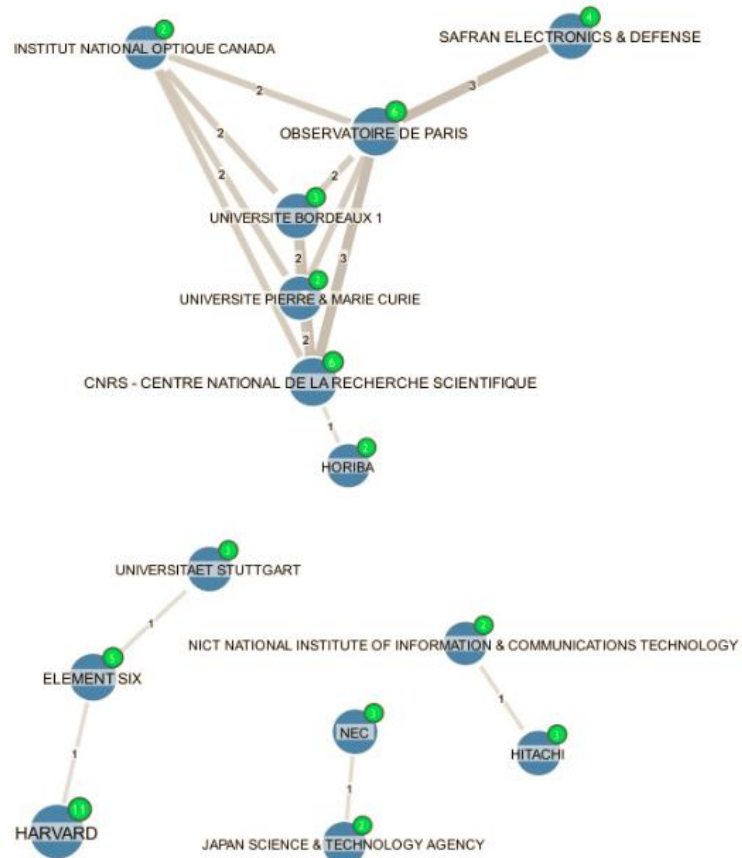 2
INSTITUT NATIONAL OPTIQUE CANADA
4
SAFRAN ELECTRONICS & DEFENSE
2
3
6
OBSERVATOIRE DE PARIS
2
2
2
3
UNIVERSITE BORDEAUX 1
2
3
2
UNIVERSITE PIERRE & MARIE CURIE
2
6
CNRS - CENTRE NATIONAL DE LA RECHERCHE SCIENTIFIQUE
1
2
HORIBA
3
UNIVERSITAET STUTTGART
1
2
NICT NATIONAL INSTITUTE OF INFORMATION & COMMUNICATIONS TECHNOLOGY
5
ELEMENT SIX
1
3
NEC
3
HITACHI
1
1
11
HARVARD
2
JAPAN SCIENCE & TECHNOLOGY AGENCY